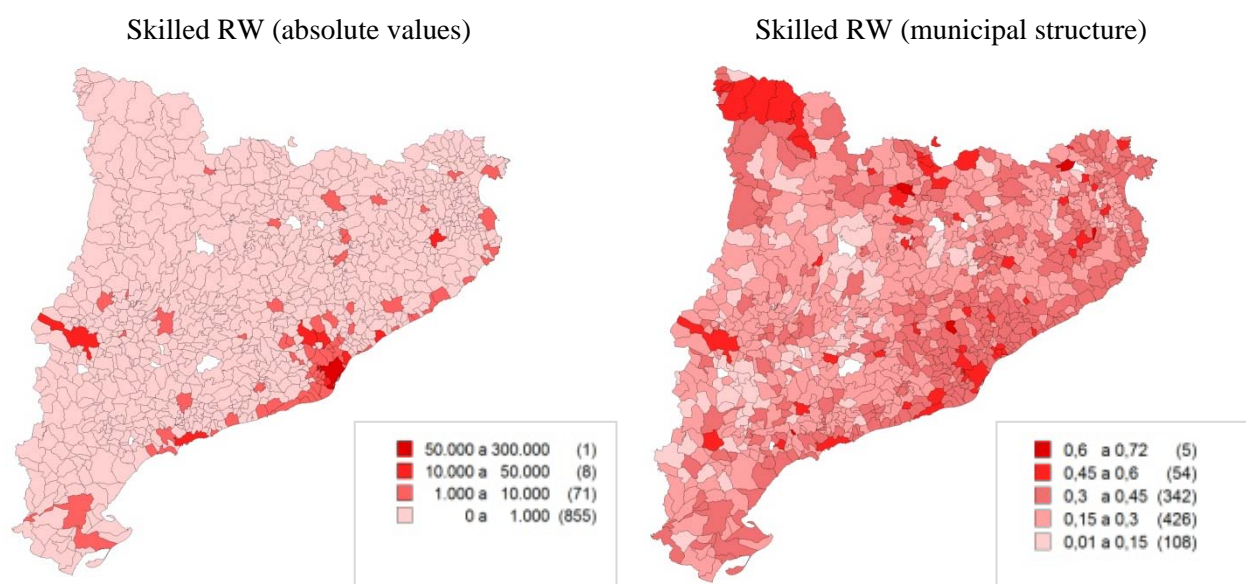 Skilled RW (absolute values)
Skilled RW (municipal structure)
50.000 a 300.000 (1)
10.000 a 50.000 (8)
1.000 a 10.000 (71)
0 a 1.000 (855)
0,6 a 0,72 (5)
0,45 a 0,6 (54)
0,3 a 0,45 (342)
0,15 a 0,3 (426)
0,01 a 0,15 (108)